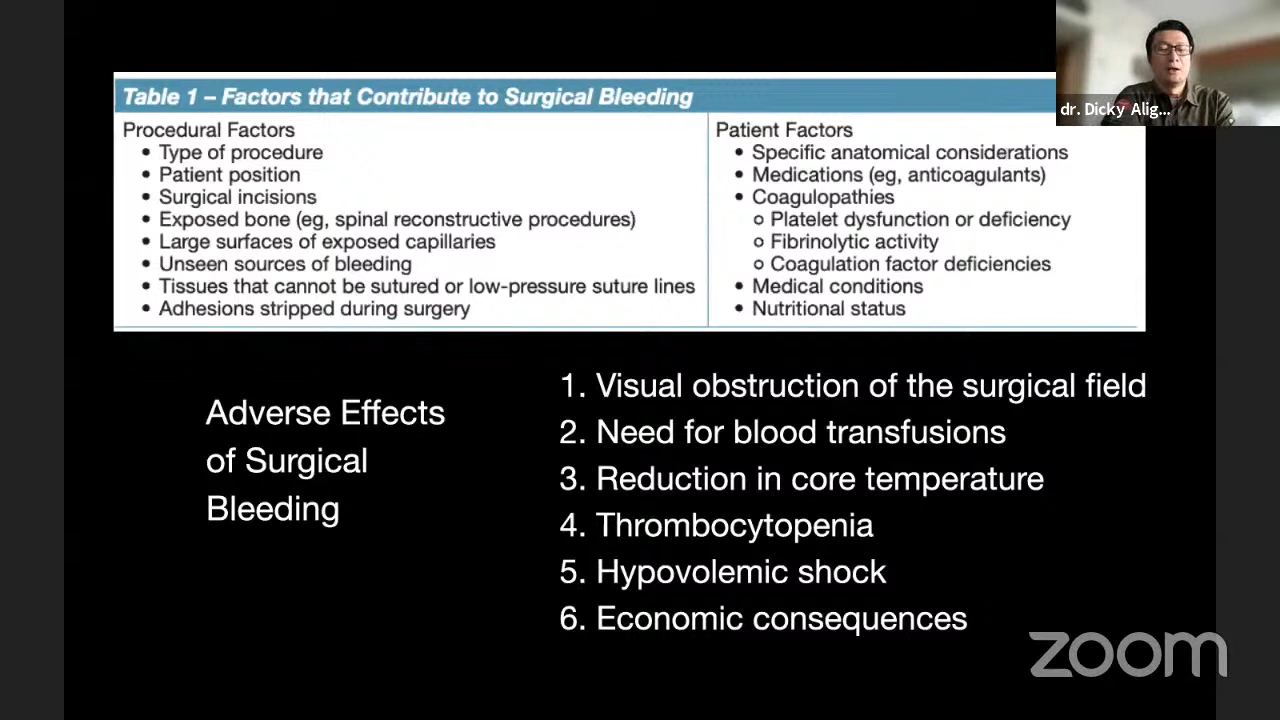 Table 1 – Factors that Contribute to Surgical Bleeding
Procedural Factors
• Type of procedure
• Patient position
• Surgical incisions
• Exposed bone (eg, spinal reconstructive procedures)
• Large surfaces of exposed capillaries
• Unseen sources of bleeding
• Tissues that cannot be sutured or low-pressure suture lines
• Adhesions stripped during surgery
Patient Factors
• Specific anatomical considerations
• Medications (eg, anticoagulants)
• Coagulopathies
o Platelet dysfunction or deficiency
o Fibrinolytic activity
o Coagulation factor deficiencies
• Medical conditions
• Nutritional status
dr. Dicky Alig...
Adverse Effects
of Surgical
Bleeding
1. Visual obstruction of the surgical field
2. Need for blood transfusions
3. Reduction in core temperature
4. Thrombocytopenia
5. Hypovolemic shock
6. Economic consequences
zoom